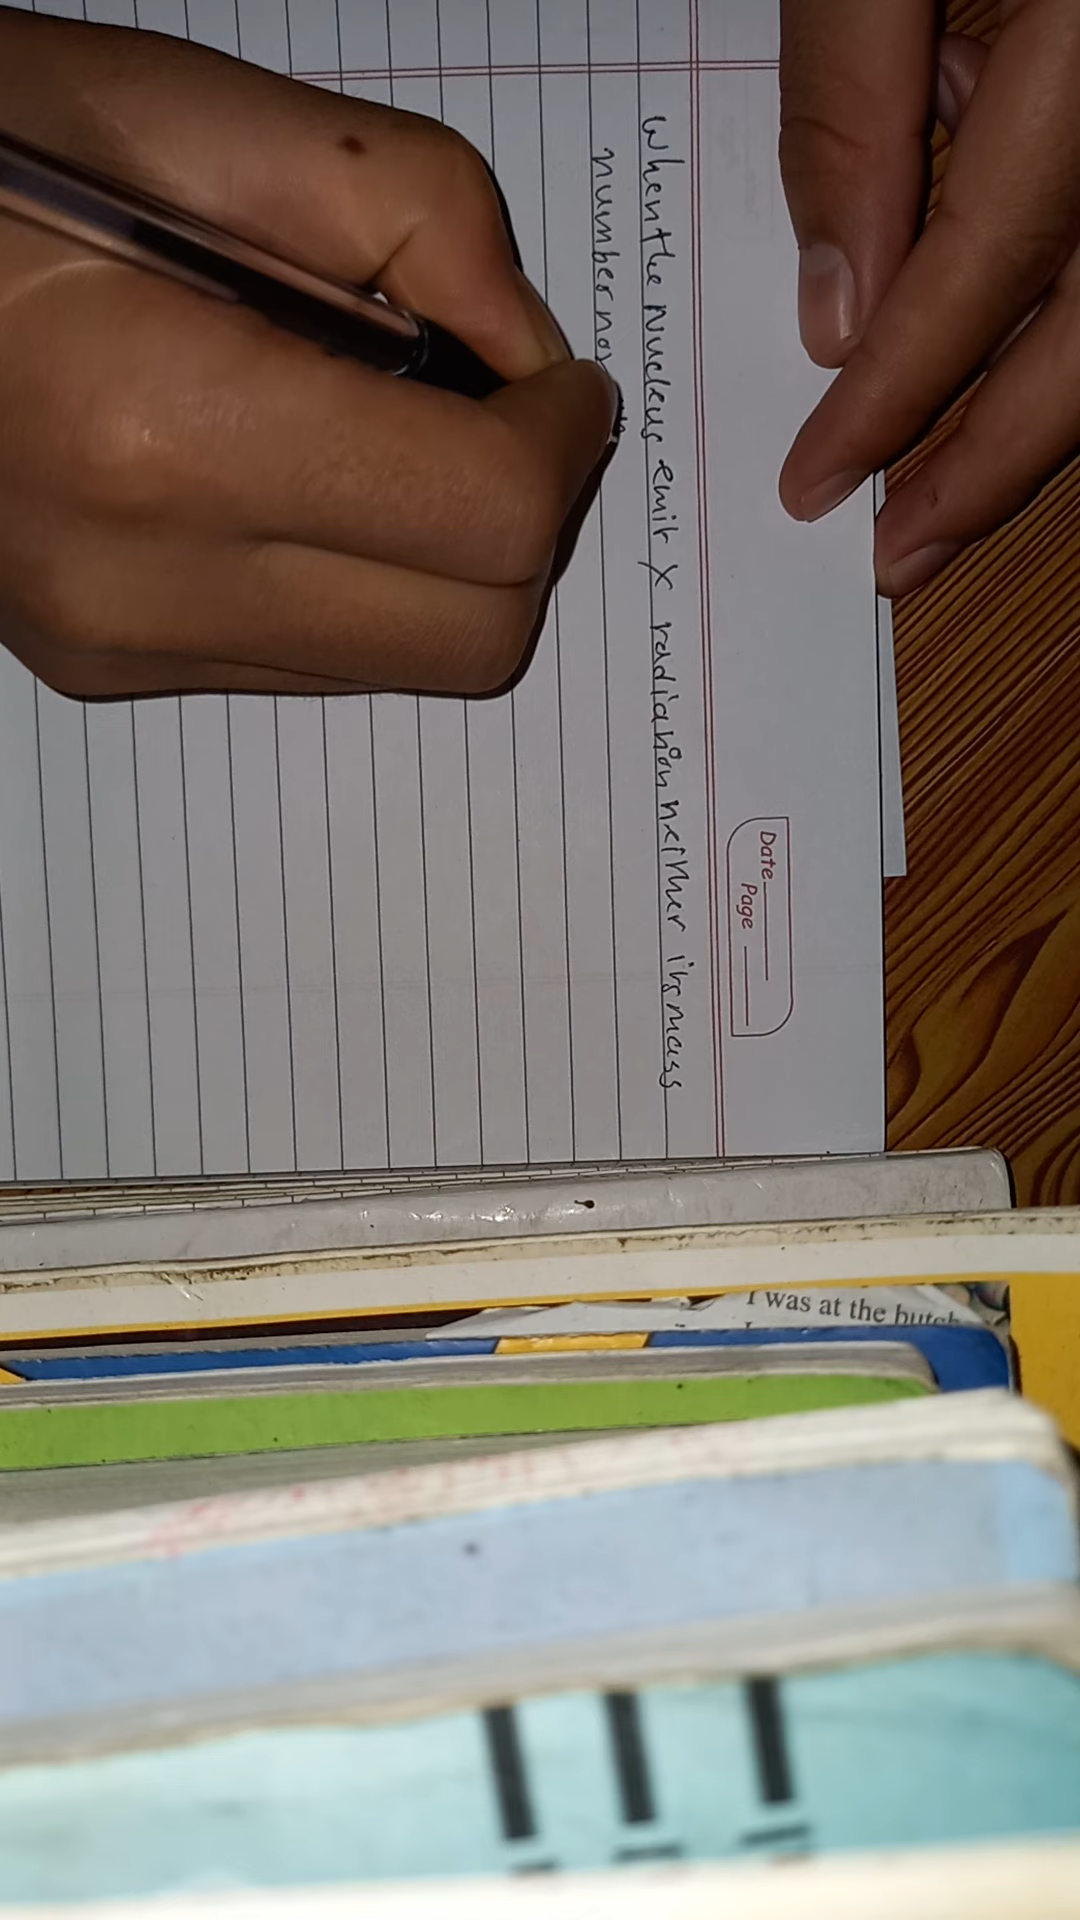 Date
Page
When the Nucleus emit γ radiation neither its mass
number nor
I was at the butch